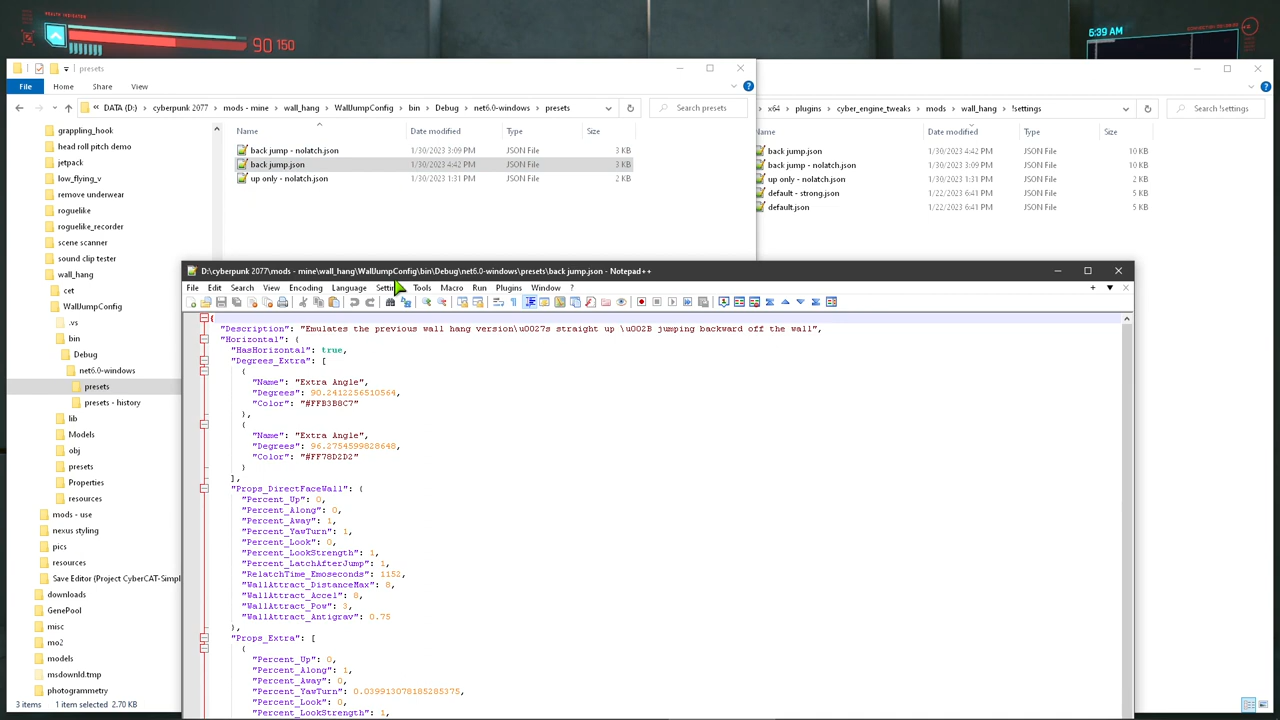 90 150
5:39 AM
presets
File Home Share View
DATA (D:) cyberpunk 2077 mods - mine wall_hang WallJumpConfig bin Debug net6.0-windows presets
Search presets
x64 plugins cyber_engine_tweaks mods wall_hang !settings
Search !settings
grappling_hook
head roll pitch demo
jetpack
low_flying_v
remove underwear
roguelike
roguelike_recorder
scene scanner
sound clip tester
wall_hang
cet
WallJumpConfig
.vs
bin
Debug
net6.0-windows
presets
presets - history
lib
Models
obj
presets
Properties
resources
mods - use
nexus styling
pics
resources
Save Editor (Project CyberCAT-Simpl
downloads
GenePool
misc
mo2
models
msdownld.tmp
photogrammetry
3 items 1 item selected 2.70 KB
Name Date modified Type Size
back jump - nolatch.json 1/30/2023 3:09 PM JSON File 3 KB
back jump.json 1/30/2023 4:42 PM JSON File 3 KB
up only - nolatch.json 1/30/2023 1:31 PM JSON File 2 KB
Name Date modified Type Size
back jump.json 1/30/2023 4:42 PM JSON File 10 KB
back jump - nolatch.json 1/30/2023 3:09 PM JSON File 10 KB
up only - nolatch.json 1/30/2023 1:31 PM JSON File 2 KB
default - strong.json 1/22/2023 6:41 PM JSON File 5 KB
default.json 1/22/2023 6:41 PM JSON File 5 KB
D:\cyberpunk 2077\mods - mine\wall_hang\WallJumpConfig\bin\Debug\net6.0-windows\presets\back jump.json - Notepad++
File Edit Search View Encoding Language Settin Tools Macro Run Plugins Window ?
{
"Description": "Emulates the previous wall hang version\u0027s straight up \u002B jumping backward off the wall",
"Horizontal": {
"HasHorizontal": true,
"Degrees_Extra": [
{
"Name": "Extra Angle",
"Degrees": 90.2412256510564,
"Color": "#FFB3B8C7"
},
{
"Name": "Extra Angle",
"Degrees": 96.2754599828648,
"Color": "#FF78D2D2"
}
],
"Props_DirectFaceWall": {
"Percent_Up": 0,
"Percent_Along": 0,
"Percent_Away": 1,
"Percent_YawTurn": 1,
"Percent_Look": 0,
"Percent_LookStrength": 1,
"Percent_LatchAfterJump": 1,
"RelatchTime_Emoseconds": 1152,
"WallAttract_DistanceMax": 8,
"WallAttract_Accel": 8,
"WallAttract_Pow": 3,
"WallAttract_Antigrav": 0.75
},
"Props_Extra": [
{
"Percent_Up": 0,
"Percent_Along": 1,
"Percent_Away": 0,
"Percent_YawTurn": 0.039913078185285375,
"Percent_Look": 0,
"Percent_LookStrength": 1,